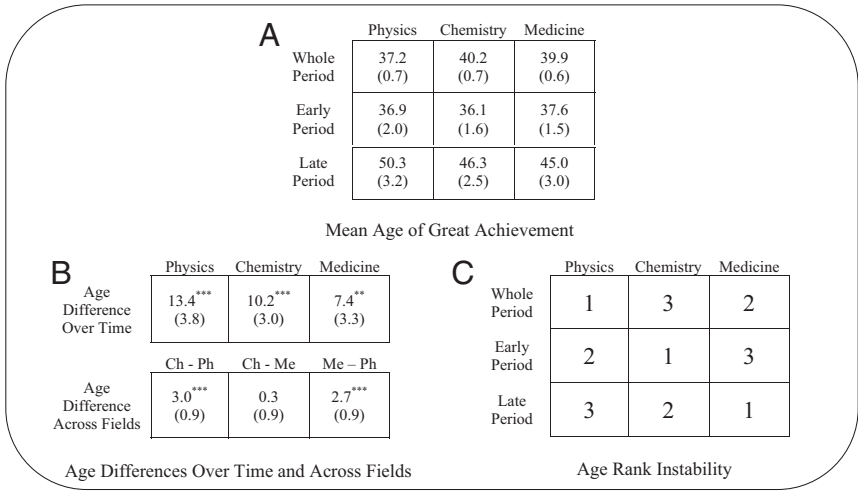 A
Physics Chemistry Medicine
Whole Period 37.2 (0.7) 40.2 (0.7) 39.9 (0.6)
Early Period 36.9 (2.0) 36.1 (1.6) 37.6 (1.5)
Late Period 50.3 (3.2) 46.3 (2.5) 45.0 (3.0)
Mean Age of Great Achievement
B
Physics Chemistry Medicine
Age Difference Over Time 13.4*** (3.8) 10.2*** (3.0) 7.4** (3.3)
Ch - Ph Ch - Me Me – Ph
Age Difference Across Fields 3.0*** (0.9) 0.3 (0.9) 2.7*** (0.9)
Age Differences Over Time and Across Fields
C
Physics Chemistry Medicine
Whole Period 1 3 2
Early Period 2 1 3
Late Period 3 2 1
Age Rank Instability